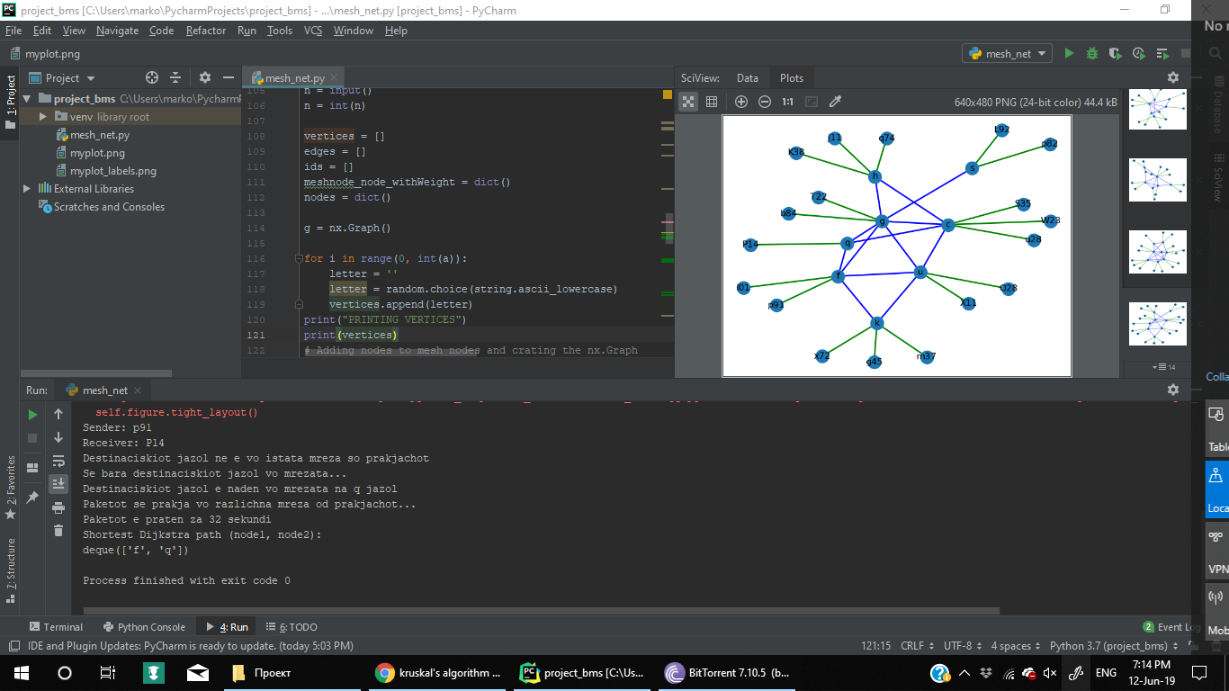 project_bms [C:\Users\marko\PycharmProjects\project_bms] - ...\mesh_net.py [project_bms] - PyCharm
File Edit View Navigate Code Refactor Run Tools VCS Window Help
No
myplot.png
mesh_net
Project
mesh_net.py
SciView: Data Plots
1: Project
project_bms C:\Users\marko\Pycharm
venv library root
mesh_net.py
myplot.png
myplot_labels.png
External Libraries
Scratches and Consoles
105 n = input()
106 n = int(n)
107
108 vertices = []
109 edges = []
110 ids = []
111 meshnode_node_withWeight = dict()
112 nodes = dict()
113
114 g = nx.Graph()
115
116 for i in range(0, int(a)):
117 letter = ''
118 letter = random.choice(string.ascii_lowercase)
119 vertices.append(letter)
120 print("PRINTING VERTICES")
121 print(vertices)
122 # Adding nodes to mesh nodes and crating the nx.Graph
1:1
640x480 PNG (24-bit color) 44.4 kB
J11 q74 L92
K36 p82
h s
T22 S35
b84 g c W23
P14 q J28
f u
I01 J28
p91 X11
k
x72 g45 m37
14
Database
SciView
Run: mesh_net
self.figure.tight_layout()
Sender: p91
Receiver: P14
Destinaciskiot jazol ne e vo istata mreza so prakjachot
Se bara destinaciskiot jazol vo mrezata...
Destinaciskiot jazol e naden vo mrezata na q jazol
Paketot se prakja vo razlichna mreza od prakjachot...
Paketot e praten za 32 sekundi
Shortest Dijkstra path (node1, node2):
deque(['f', 'q'])
Process finished with exit code 0
2: Favorites
7: Structure
Colla
Table
Loca
VPN
Mob
Terminal Python Console 4: Run 6: TODO
2 Event Log
IDE and Plugin Updates: PyCharm is ready to update. (today 5:03 PM)
121:15 CRLF UTF-8 4 spaces Python 3.7 (project_bms)
Проект
kruskal's algorithm ...
project_bms [C:\Us...
BitTorrent 7.10.5 (b...
ENG
7:14 PM
12-Jun-19